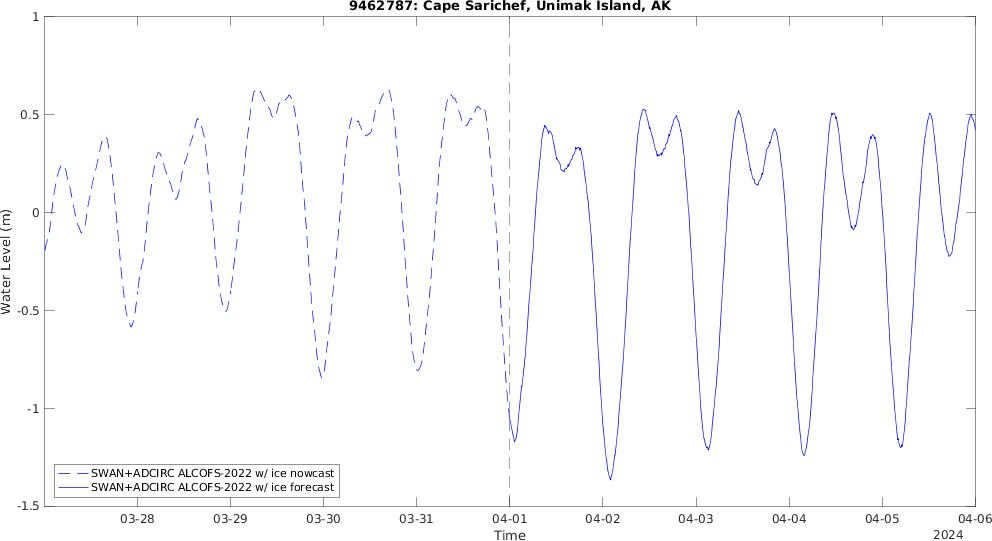 9462787: Cape Sarichef, Unimak Island, AK
1
0.5
0
-0.5
-1
-1.5
Water Level (m)
SWAN+ADCIRC ALCOFS-2022 w/ ice nowcast
SWAN+ADCIRC ALCOFS-2022 w/ ice forecast
03-28 03-29 03-30 03-31 04-01 04-02 04-03 04-04 04-05 04-06
Time
2024